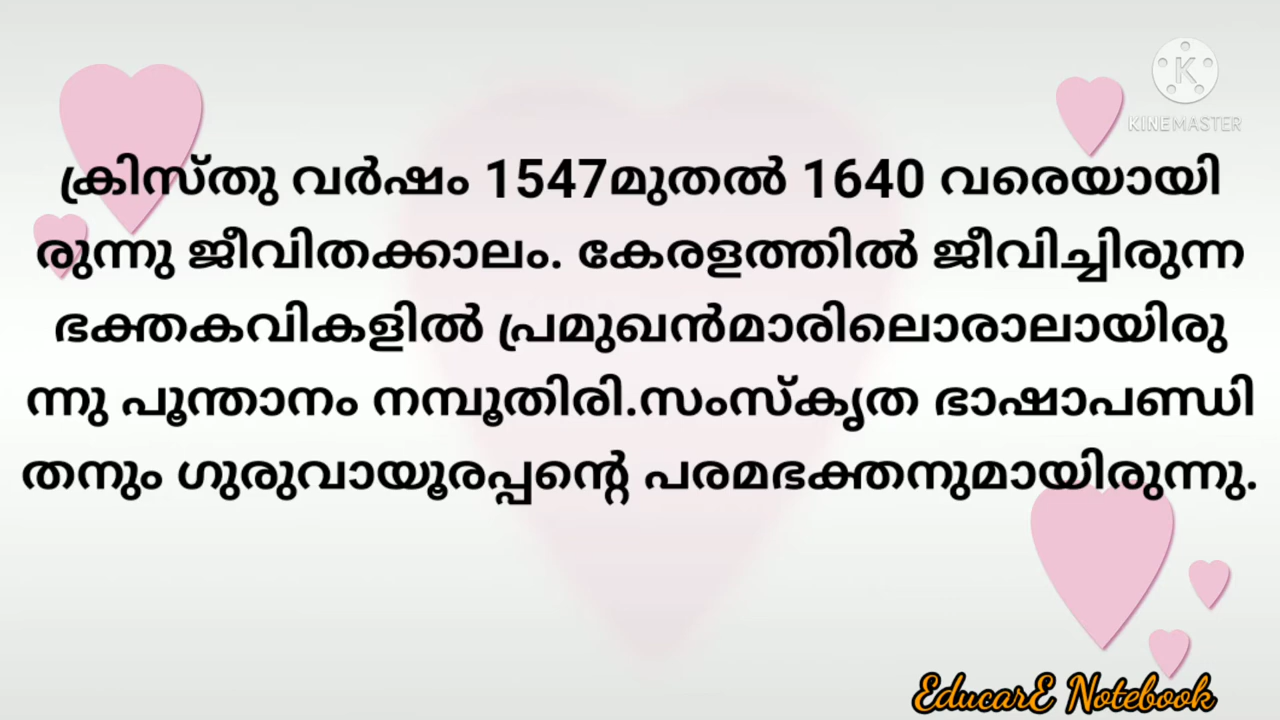 KINEMASTER
ക്രിസ്തു വർഷം 1547മുതൽ 1640 വരെയായി
രുന്നു ജീവിതക്കാലം. കേരളത്തിൽ ജീവിച്ചിരുന്ന
ഭക്തകവികളിൽ പ്രമുഖൻമാരിലൊരാലായിരു
ന്നു പൂന്താനം നമ്പൂതിരി.സംസ്കൃത ഭാഷാപണ്ഡി
തനും ഗുരുവായൂരപ്പന്റെ പരമഭക്തനുമായിരുന്നു.
EducarE Notebook